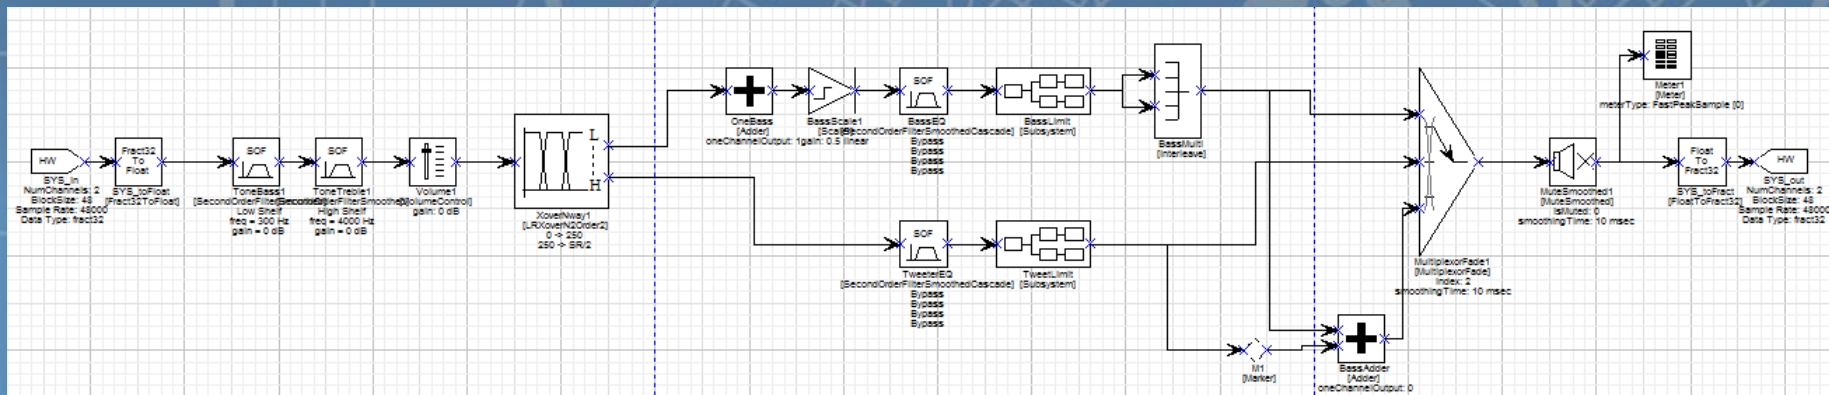 HW
SYS_in
NumChannels: 2
BlockSize: 48
Sample Rate: 48000
Data Type: fract32
Fract32
To
Float
SYS_toFloat
[Fract32ToFloat]
SOF
ToneBass1
Low Shelf
freq = 300 Hz
gain = 0 dB
SOF
ToneTreble1
High Shelf
freq = 4000 Hz
gain = 0 dB
Volume1
[VolumeControl]
gain: 0 dB
L
H
XoverNway1
[LRXoverN2Order2]
0 -> 250
250 -> SR/2
OneBass
[Adder]
oneChannelOutput: 1
BassScale1
gain: 0.5 linear
SOF
BassEQ
[SecondOrderFilterSmoothedCascade]
Bypass
Bypass
Bypass
Bypass
BassLimit
[Subsystem]
BassMulti
[Interleave]
SOF
TweeterEQ
[SecondOrderFilterSmoothedCascade]
Bypass
Bypass
Bypass
Bypass
TweetLimit
[Subsystem]
M1
[Marker]
BassAdder
[Adder]
oneChannelOutput: 0
MultiplexorFade1
[MultiplexorFade]
Index: 2
smoothingTime: 10 msec
MuteSmoothed1
[MuteSmoothed]
isMuted: 0
smoothingTime: 10 msec
Meter1
[Meter]
meterType: FastPeakSample [0]
Float
To
Fract32
SYS_toFract
[FloatToFract32]
HW
SYS_out
NumChannels: 2
BlockSize: 48
Sample Rate: 48000
Data Type: fract32